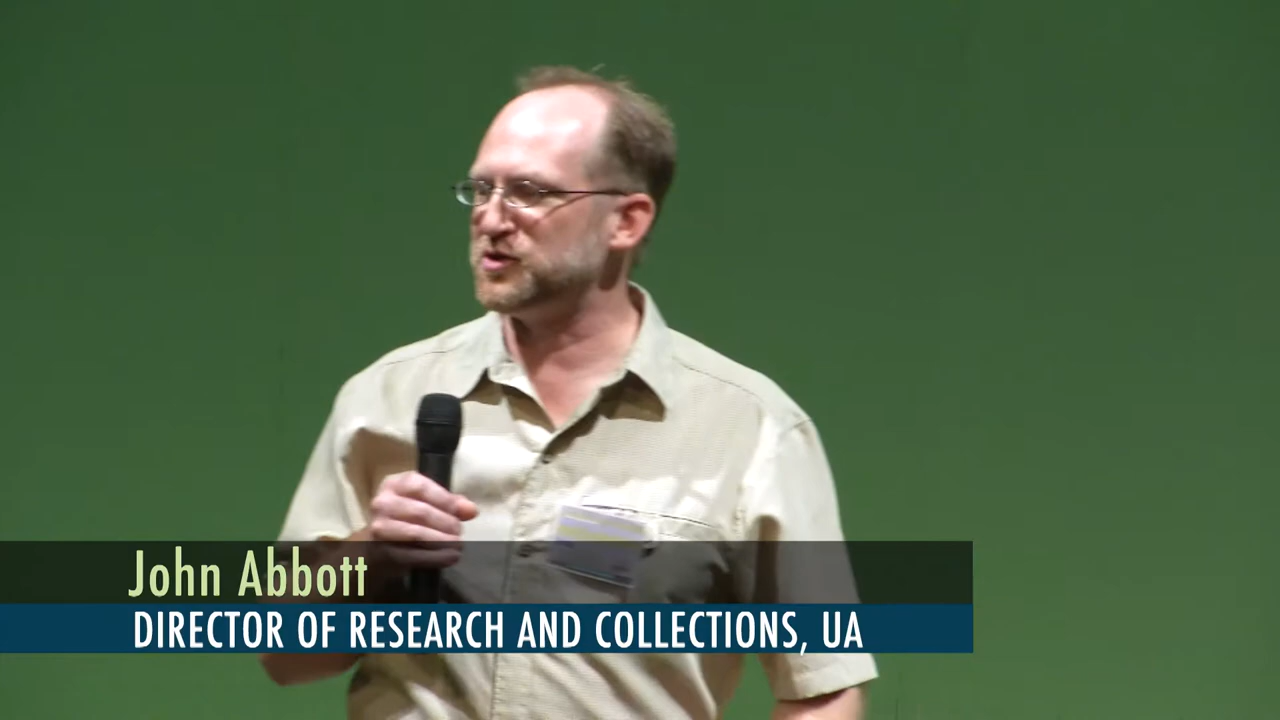 John Abbott
DIRECTOR OF RESEARCH AND COLLECTIONS, UA